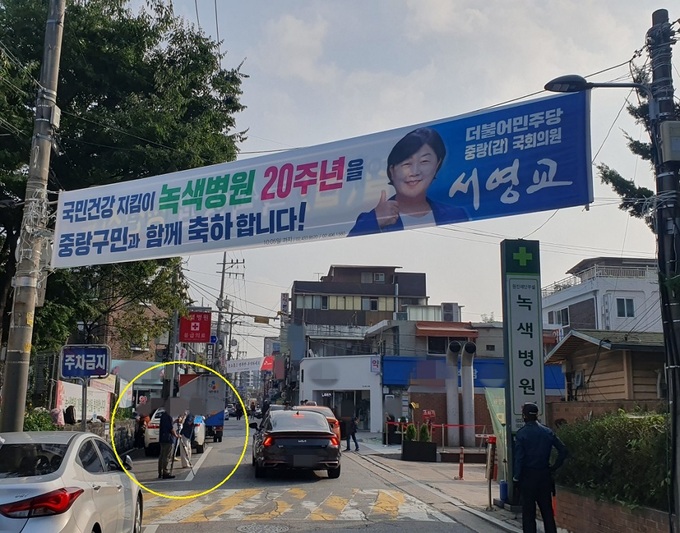 국민건강 지킴이 녹색병원 20주년을
중랑구민과 함께 축하합니다!
더불어민주당
중랑(갑) 국회의원
서영교
주차금지
녹색병원